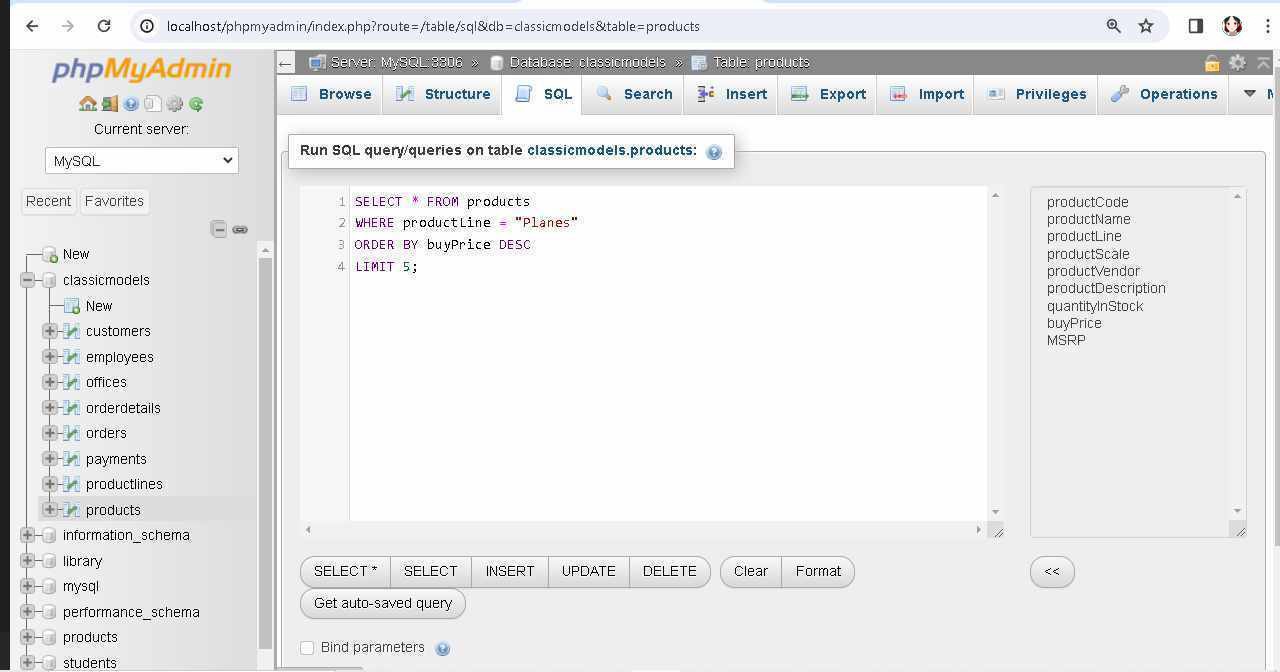 localhost/phpmyadmin/index.php?route=/table/sql&db=classicmodels&table=products
phpMyAdmin
Current server:
MySQL
Recent
Favorites
New
classicmodels
New
customers
employees
offices
orderdetails
orders
payments
productlines
products
information_schema
library
mysql
performance_schema
products
students
Server: MySQL:3306 » Database: classicmodels » Table: products
Browse Structure SQL Search Insert Export Import Privileges Operations
Run SQL query/queries on table classicmodels.products:
1 SELECT * FROM products
2 WHERE productLine = "Planes"
3 ORDER BY buyPrice DESC
4 LIMIT 5;
productCode
productName
productLine
productScale
productVendor
productDescription
quantityInStock
buyPrice
MSRP
SELECT * SELECT INSERT UPDATE DELETE Clear Format <<
Get auto-saved query
Bind parameters